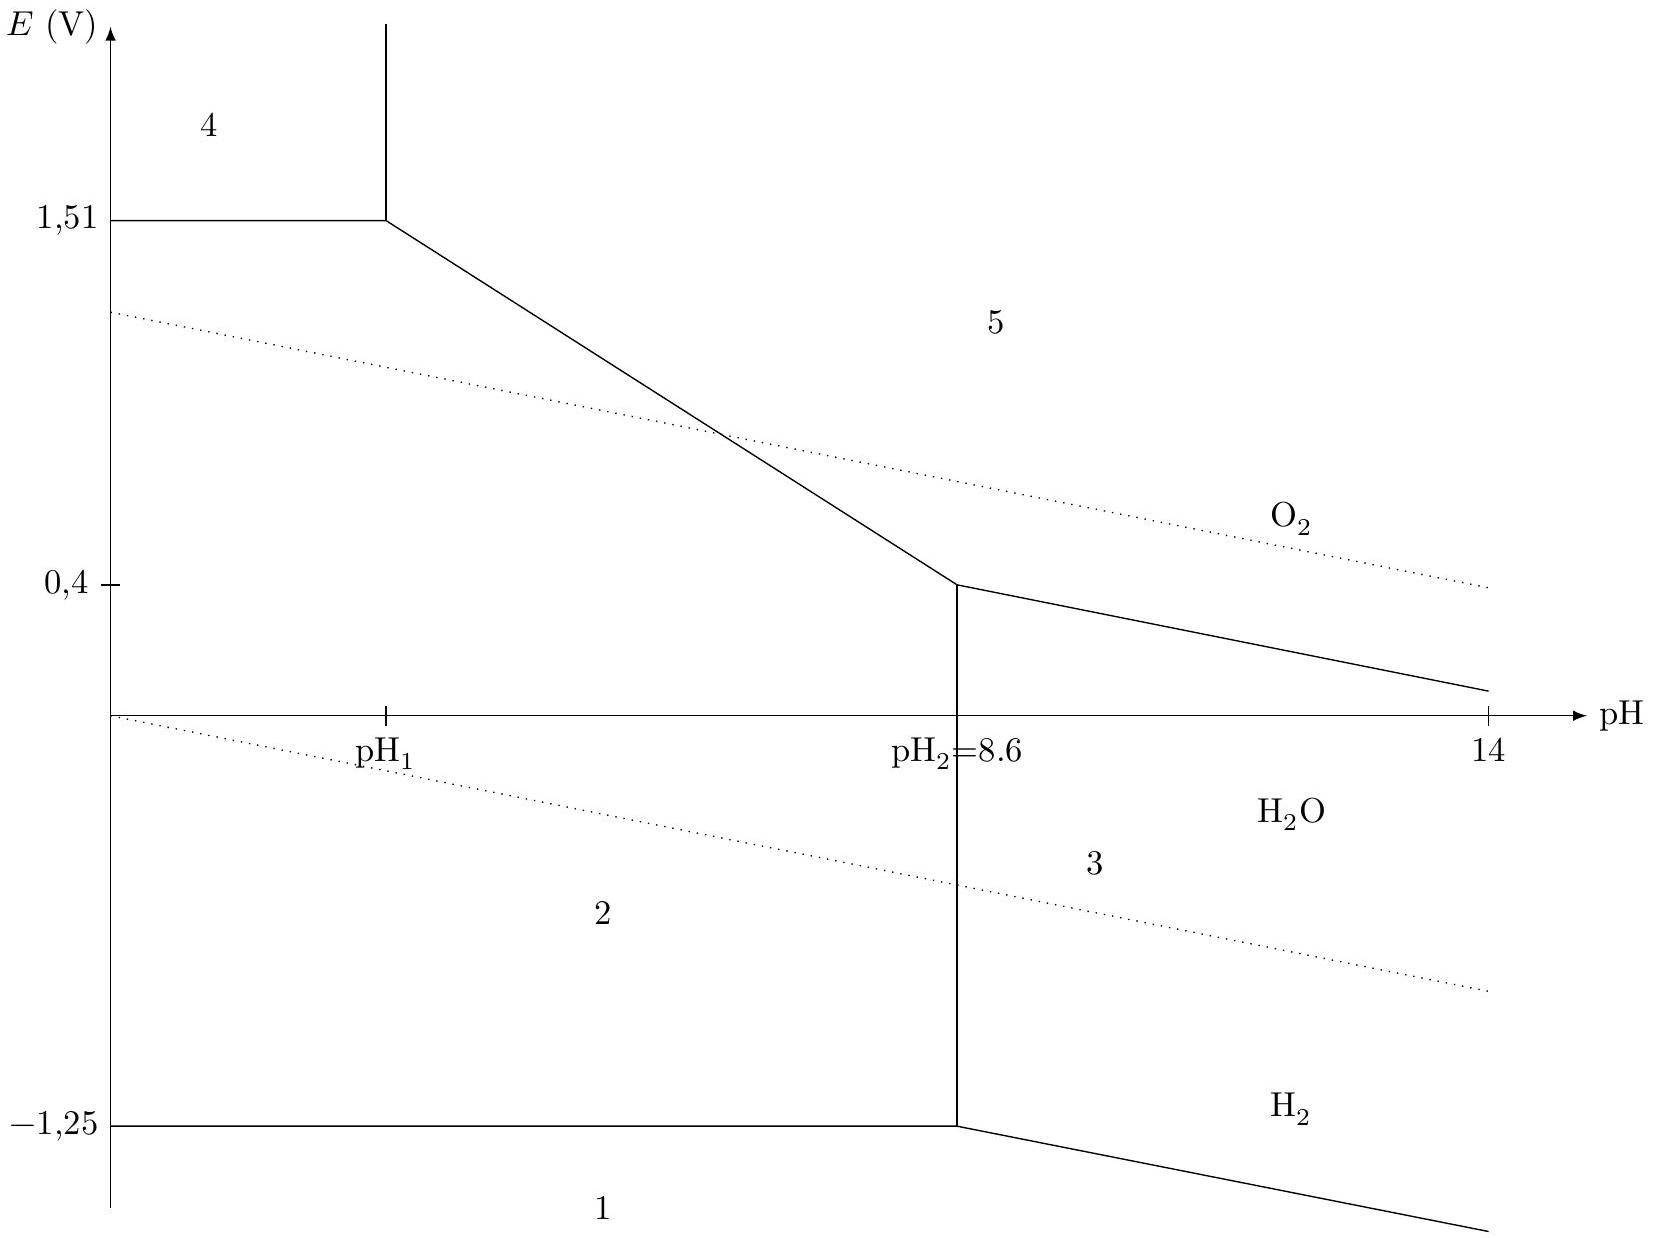 E (V)
4
1,51
5
O₂
0,4
pH
pH₁
pH₂=8.6
14
H₂O
3
2
H₂
−1,25
1